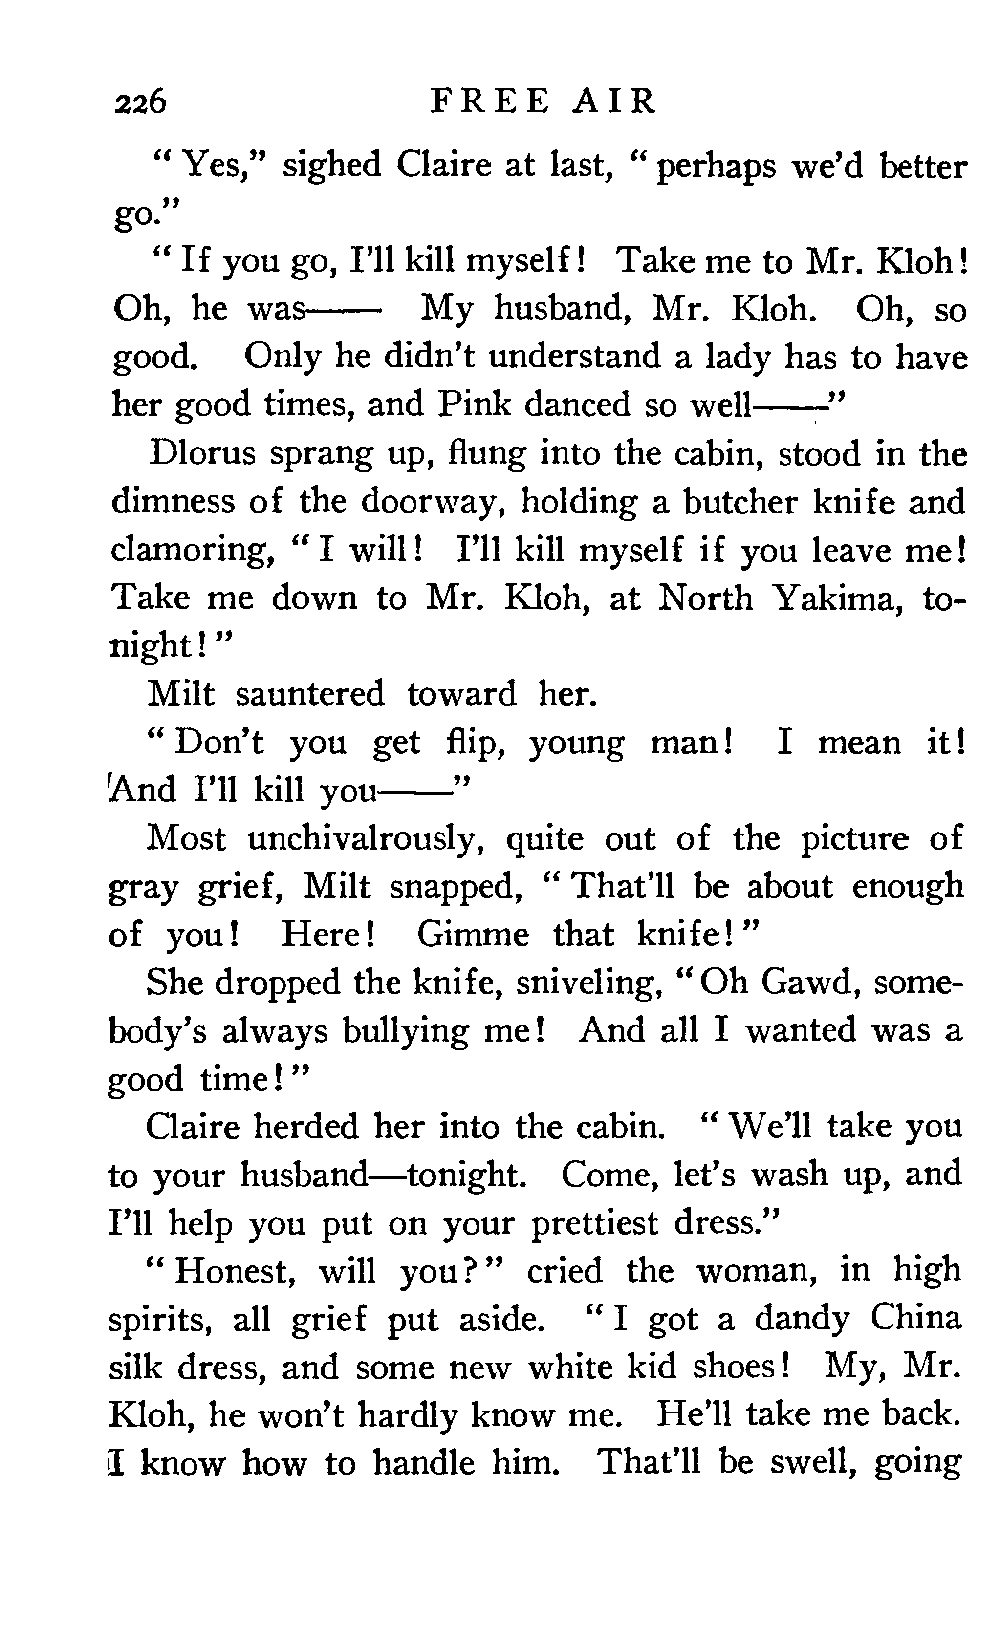 226 FREE AIR
“ Yes,” sighed Claire at last, “ perhaps we’d better
go.”
“ If you go, I’ll kill myself! Take me to Mr. Kloh!
Oh, he was—— My husband, Mr. Kloh. Oh, so
good. Only he didn’t understand a lady has to have
her good times, and Pink danced so well——”
Dlorus sprang up, flung into the cabin, stood in the
dimness of the doorway, holding a butcher knife and
clamoring, “ I will! I’ll kill myself if you leave me!
Take me down to Mr. Kloh, at North Yakima, to-
night! ”
Milt sauntered toward her.
“ Don’t you get flip, young man! I mean it!
And I’ll kill you——”
Most unchivalrously, quite out of the picture of
gray grief, Milt snapped, “ That’ll be about enough
of you! Here! Gimme that knife! ”
She dropped the knife, sniveling, “ Oh Gawd, some-
body’s always bullying me! And all I wanted was a
good time! ”
Claire herded her into the cabin. “ We’ll take you
to your husband—tonight. Come, let’s wash up, and
I’ll help you put on your prettiest dress.”
“ Honest, will you? ” cried the woman, in high
spirits, all grief put aside. “ I got a dandy China
silk dress, and some new white kid shoes! My, Mr.
Kloh, he won’t hardly know me. He’ll take me back.
I know how to handle him. That’ll be swell, going